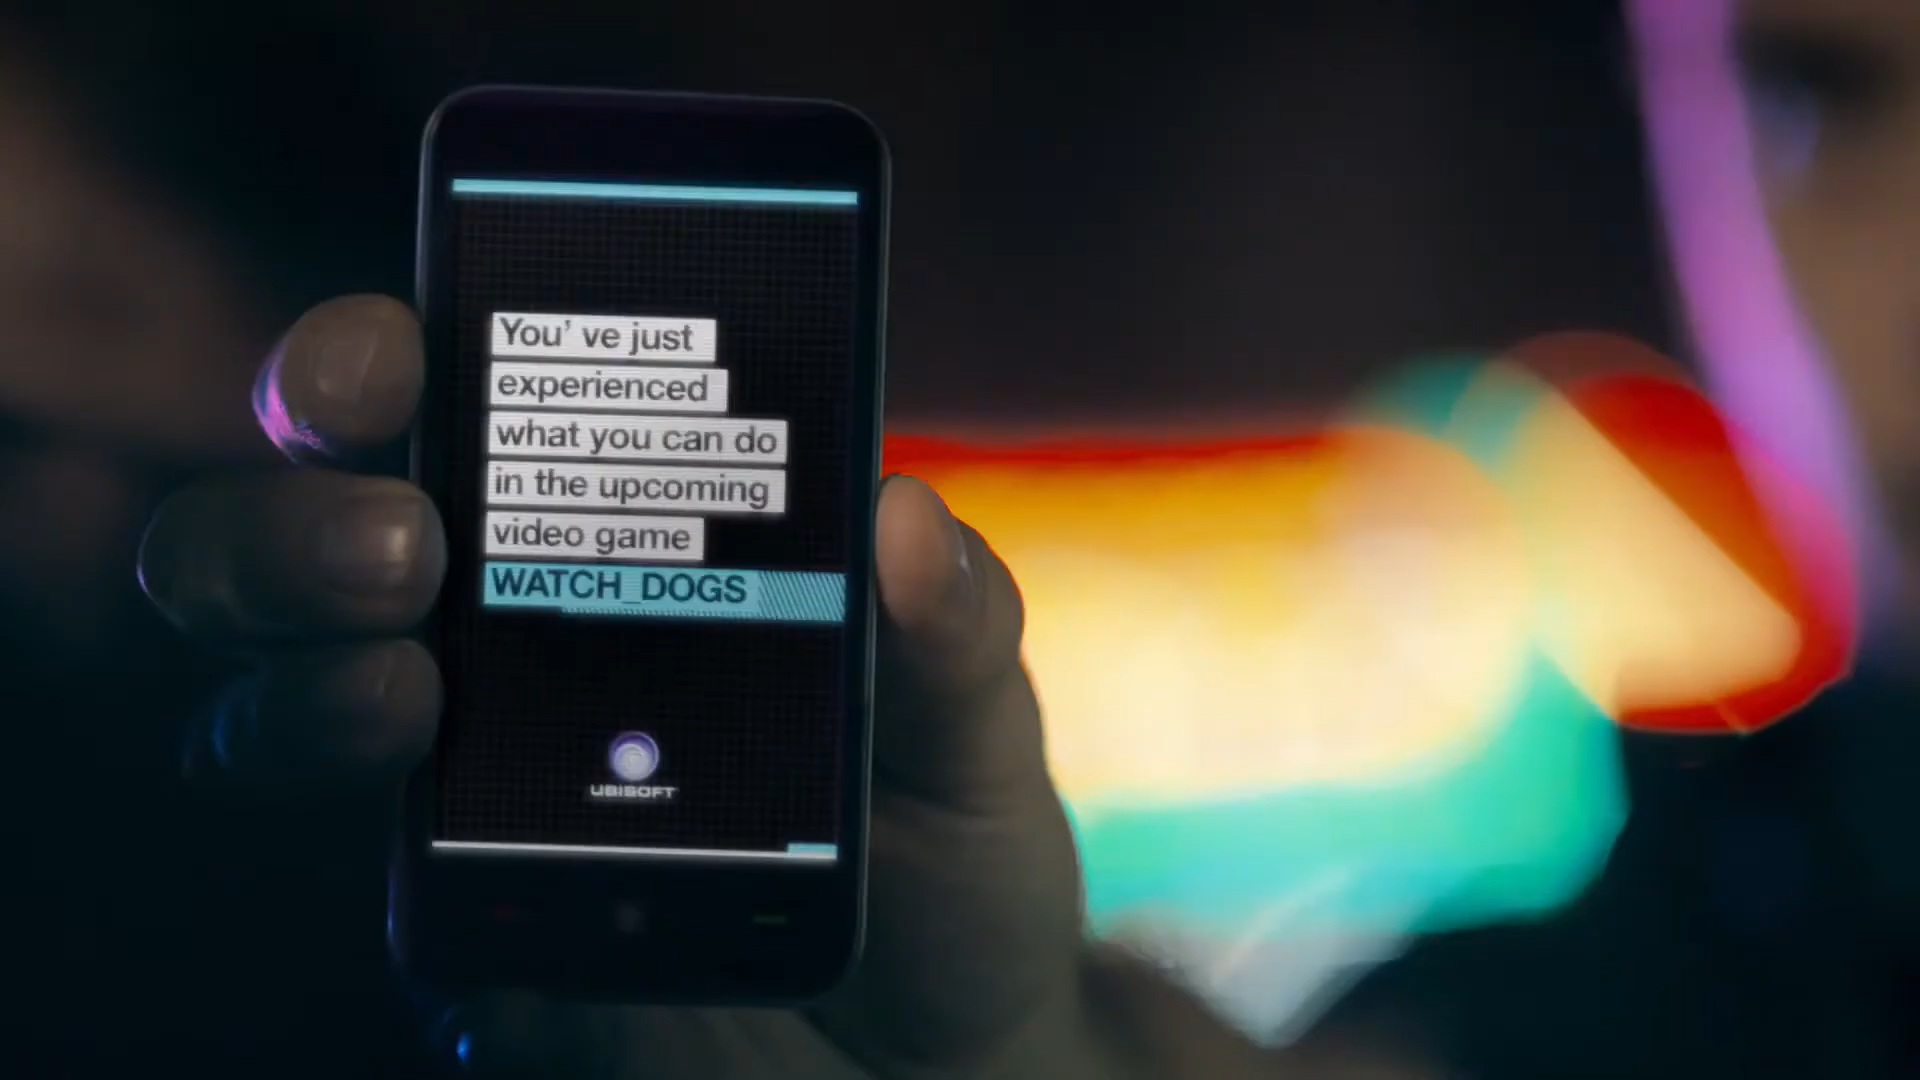 You' ve just
experienced
what you can do
in the upcoming
video game
WATCH_DOGS
UBISOFT